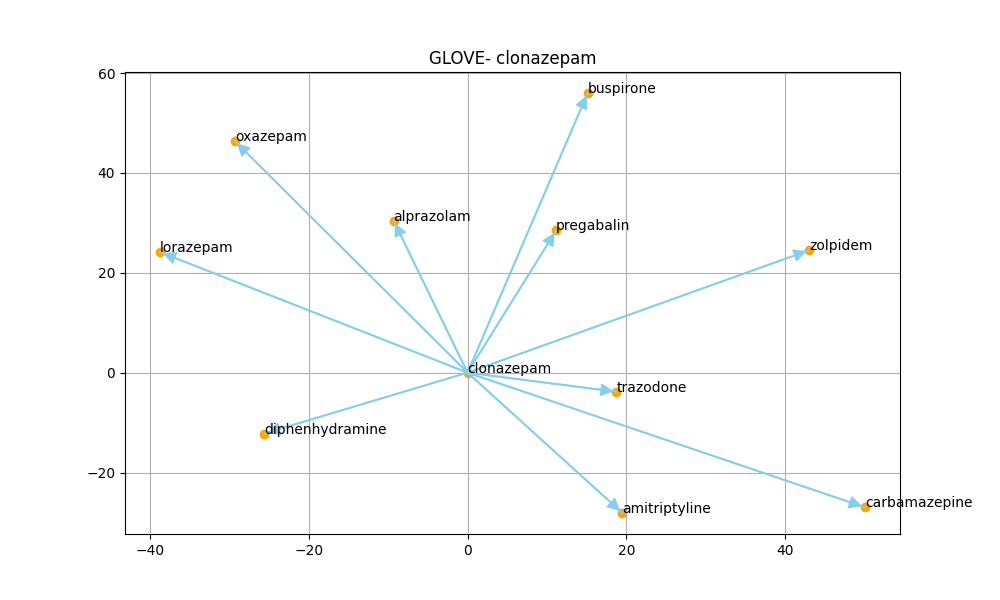 GLOVE- clonazepam
60
buspirone
oxazepam
40
alprazolam
pregabalin
lorazepam
zolpidem
20
0
clonazepam
trazodone
diphenhydramine
−20
amitriptyline
carbamazepine
−40
−20
0
20
40